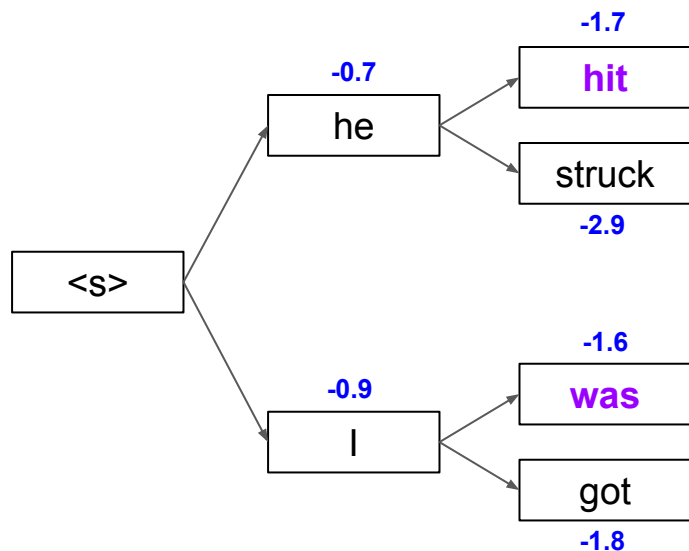 -1.7
hit
-0.7
he
struck
-2.9
<s>
-1.6
was
-0.9
I
got
-1.8